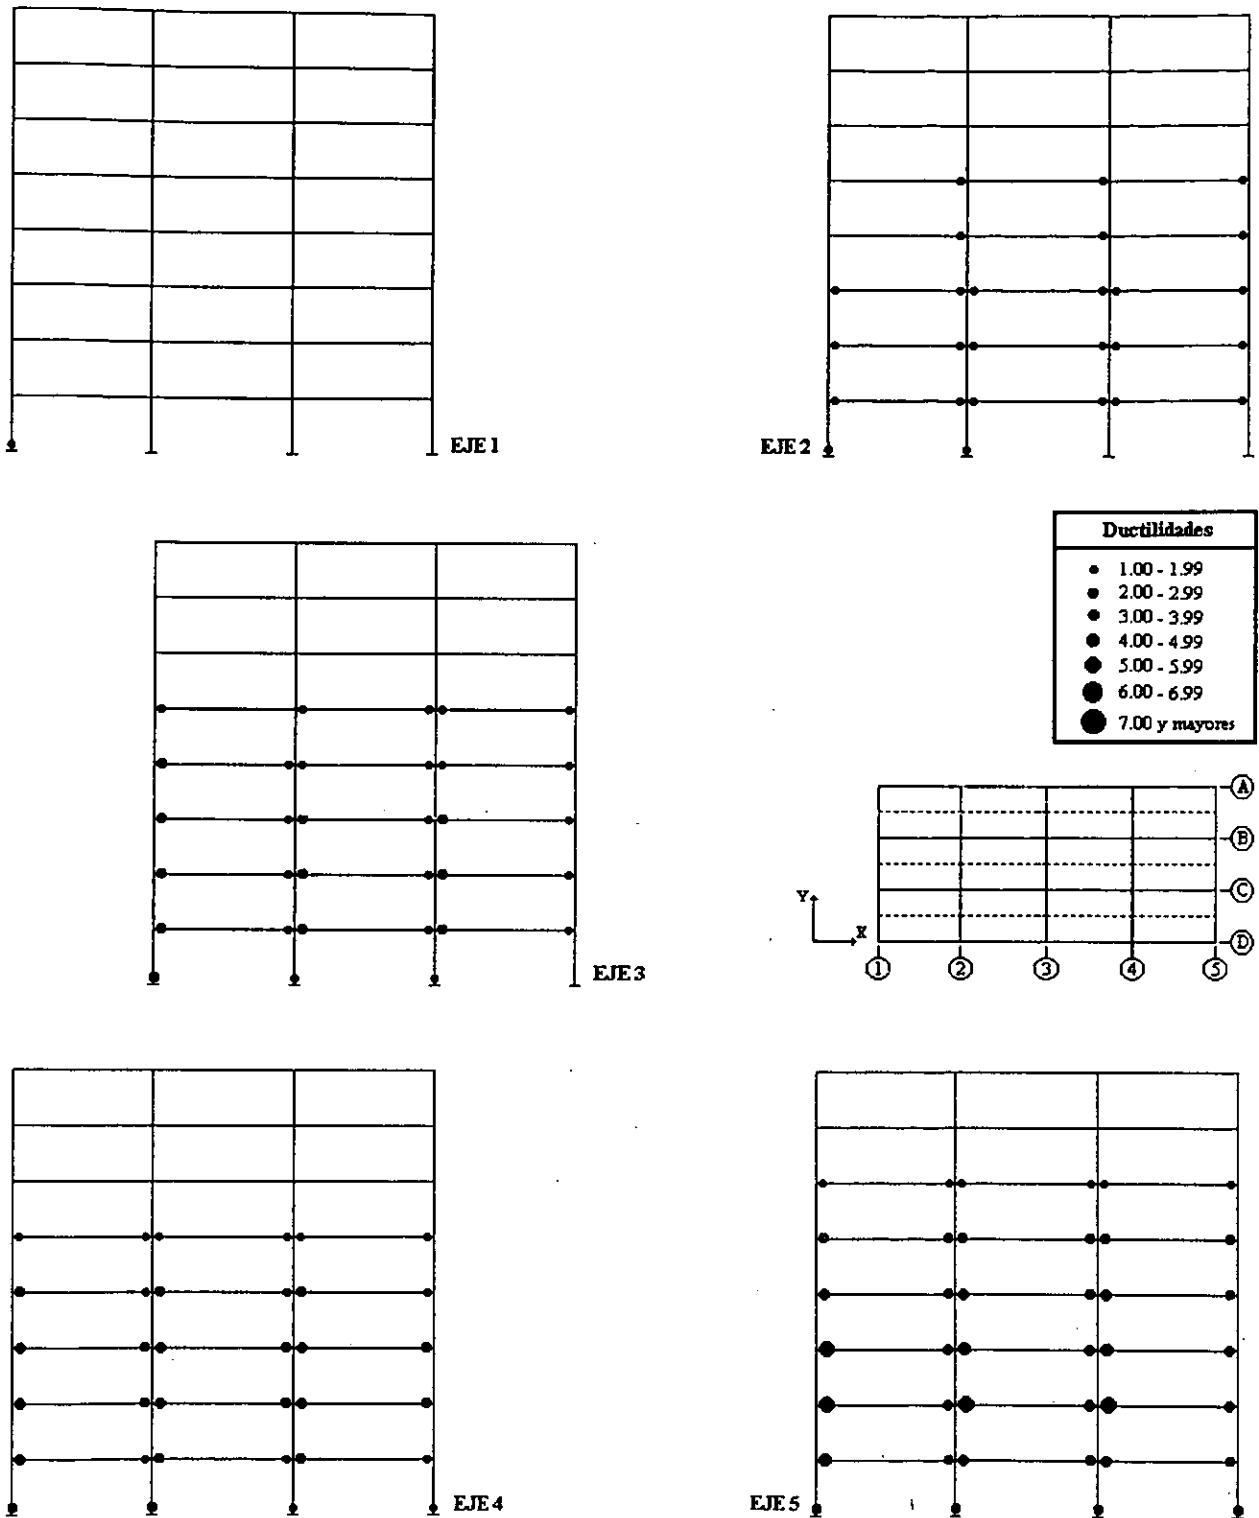 EJE 1
EJE 2
Ductilidades
1.00 - 1.99
2.00 - 2.99
3.00 - 3.99
4.00 - 4.99
5.00 - 5.99
6.00 - 6.99
7.00 y mayores
EJE 3
A
B
C
D
Y
X
1 2 3 4 5
EJE 4
EJE 5